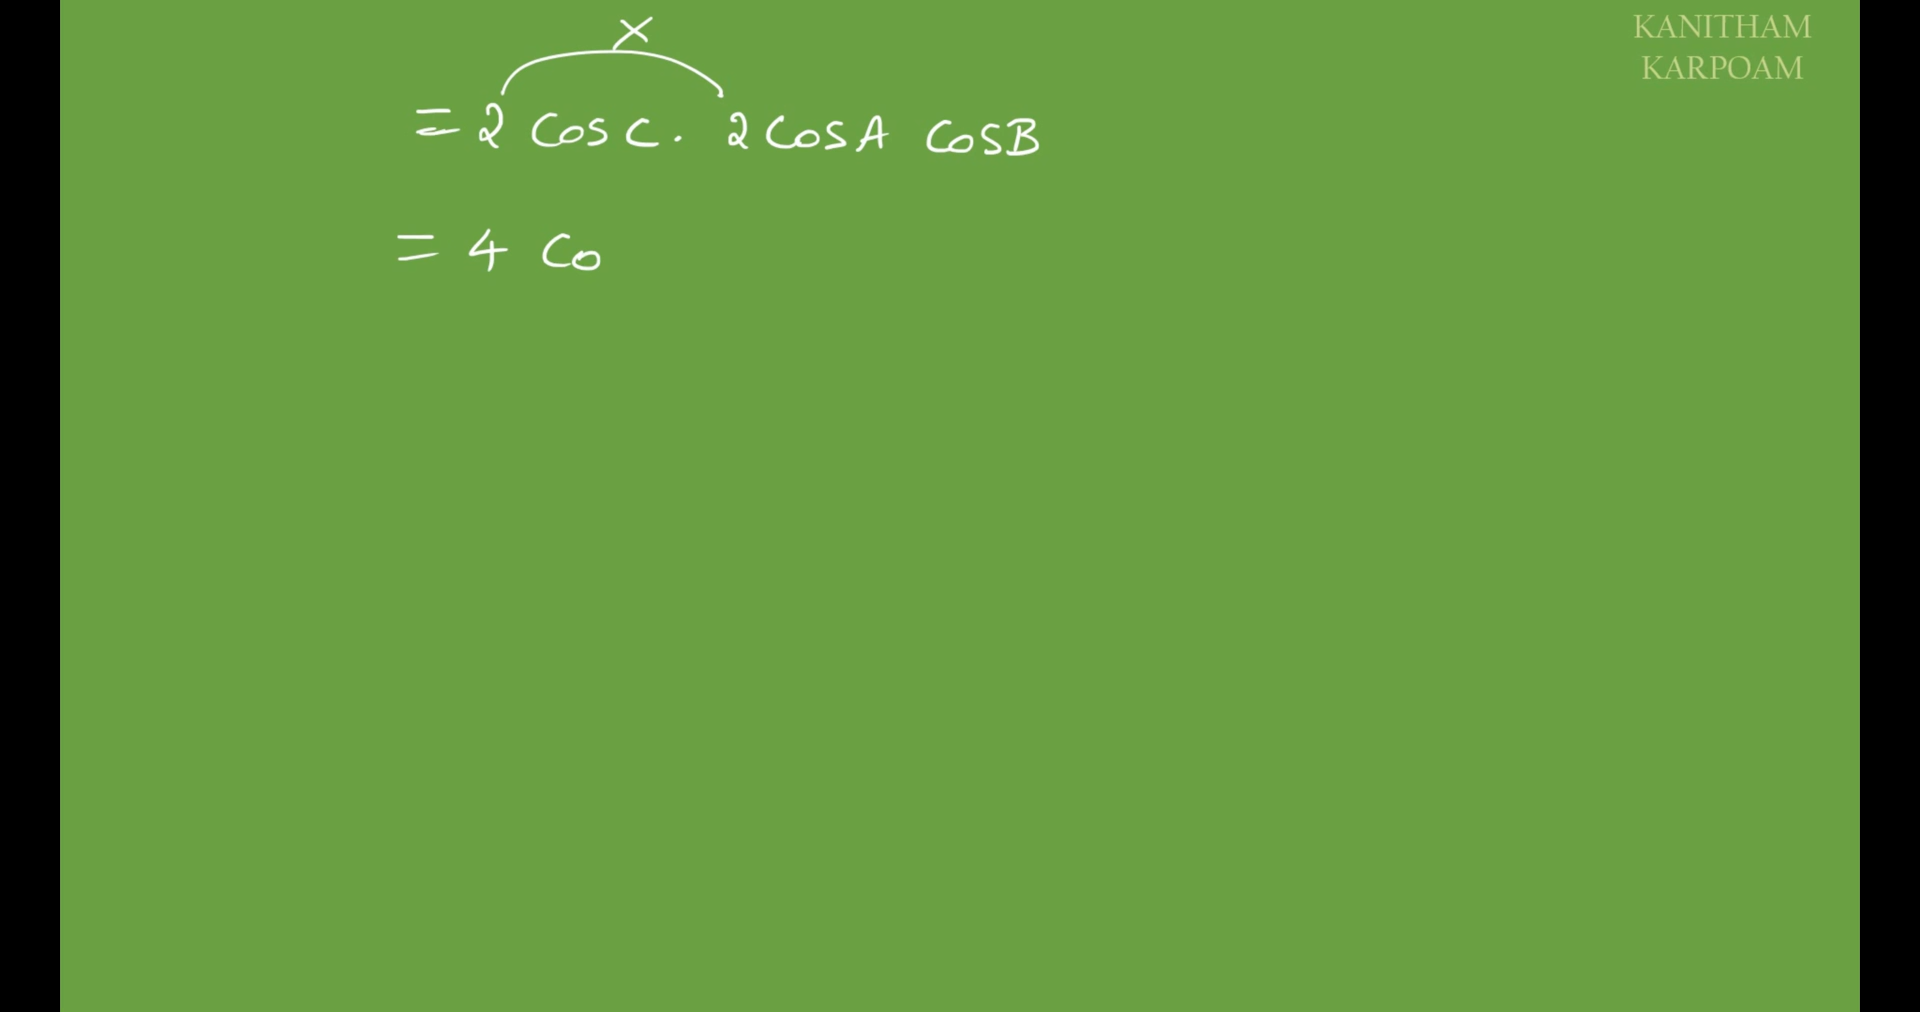 KANITHAM
KARPOAM
×
= 2 cos C. 2 cos A cos B
= 4 Co